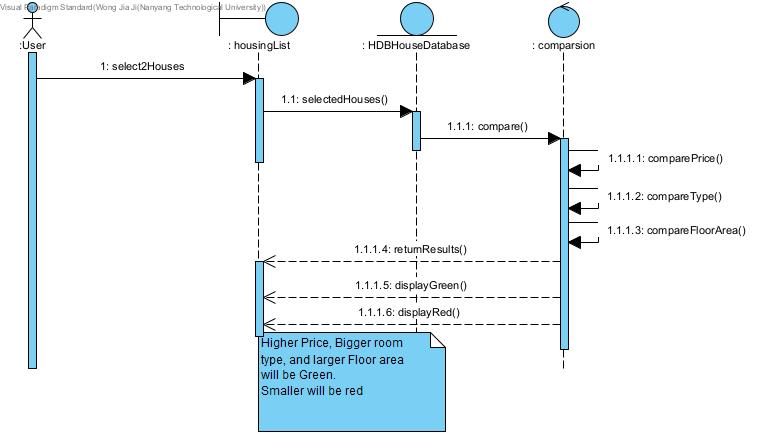 Visual Paradigm Standard(Wong Jia Ji(Nanyang Technological University))
:User
: housingList
: HDBHouseDatabase
: comparsion
1: select2Houses
1.1: selectedHouses()
1.1.1: compare()
1.1.1.1: comparePrice()
1.1.1.2: compareType()
1.1.1.3: compareFloorArea()
1.1.1.4: returnResults()
1.1.1.5: displayGreen()
1.1.1.6: displayRed()
Higher Price, Bigger room
type, and larger Floor area
will be Green.
Smaller will be red